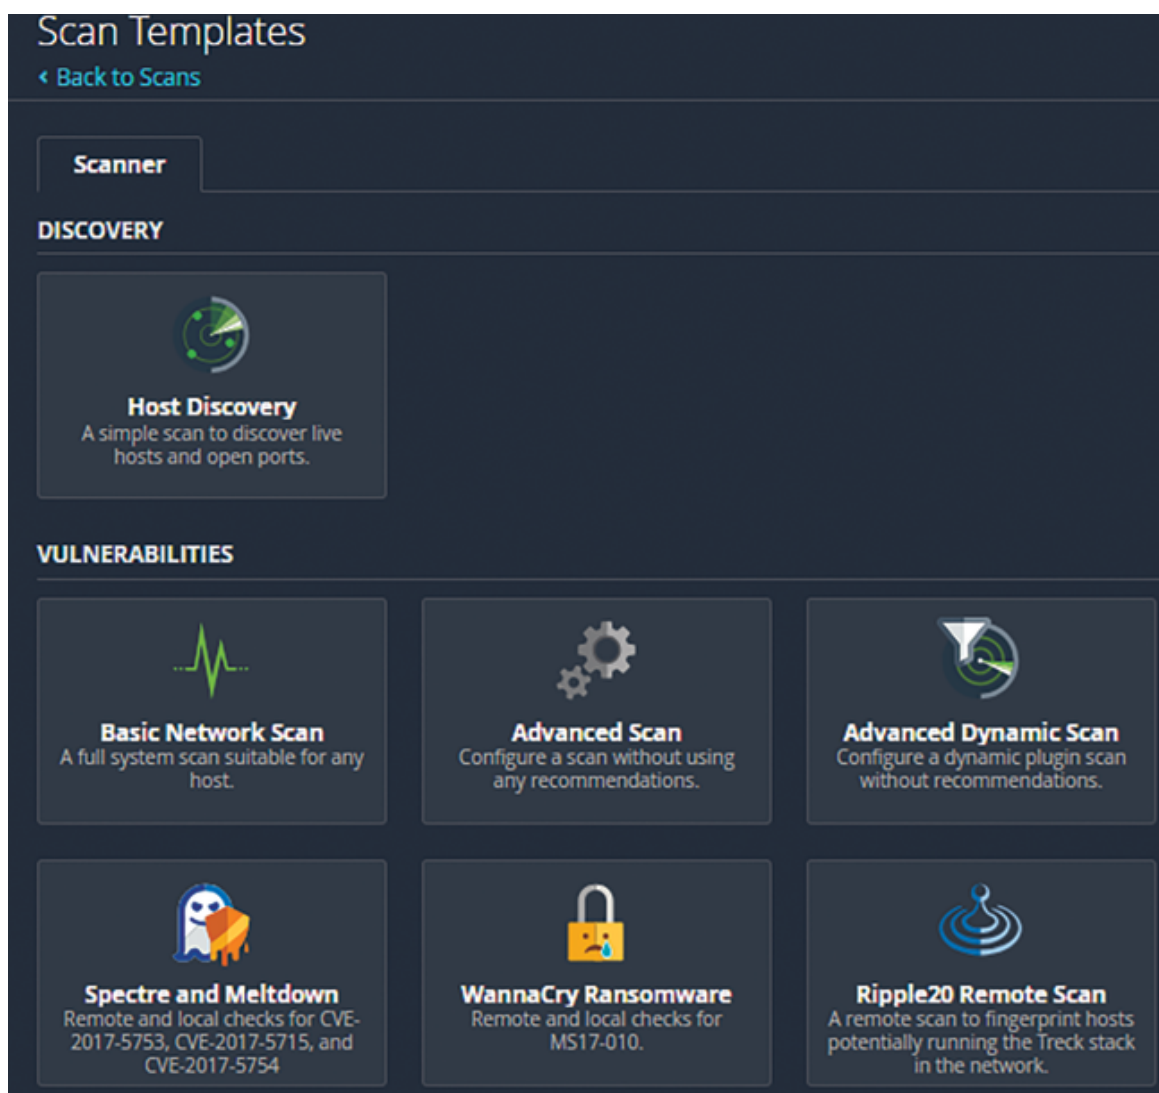 Scan Templates
‹ Back to Scans
Scanner
DISCOVERY
Host Discovery
A simple scan to discover live
hosts and open ports.
VULNERABILITIES
Basic Network Scan
A full system scan suitable for any
host.
Advanced Scan
Configure a scan without using
any recommendations.
Advanced Dynamic Scan
Configure a dynamic plugin scan
without recommendations.
Spectre and Meltdown
Remote and local checks for CVE-
2017-5753, CVE-2017-5715, and
CVE-2017-5754
WannaCry Ransomware
Remote and local checks for
MS17-010.
Ripple20 Remote Scan
A remote scan to fingerprint hosts
potentially running the Treck stack
in the network.